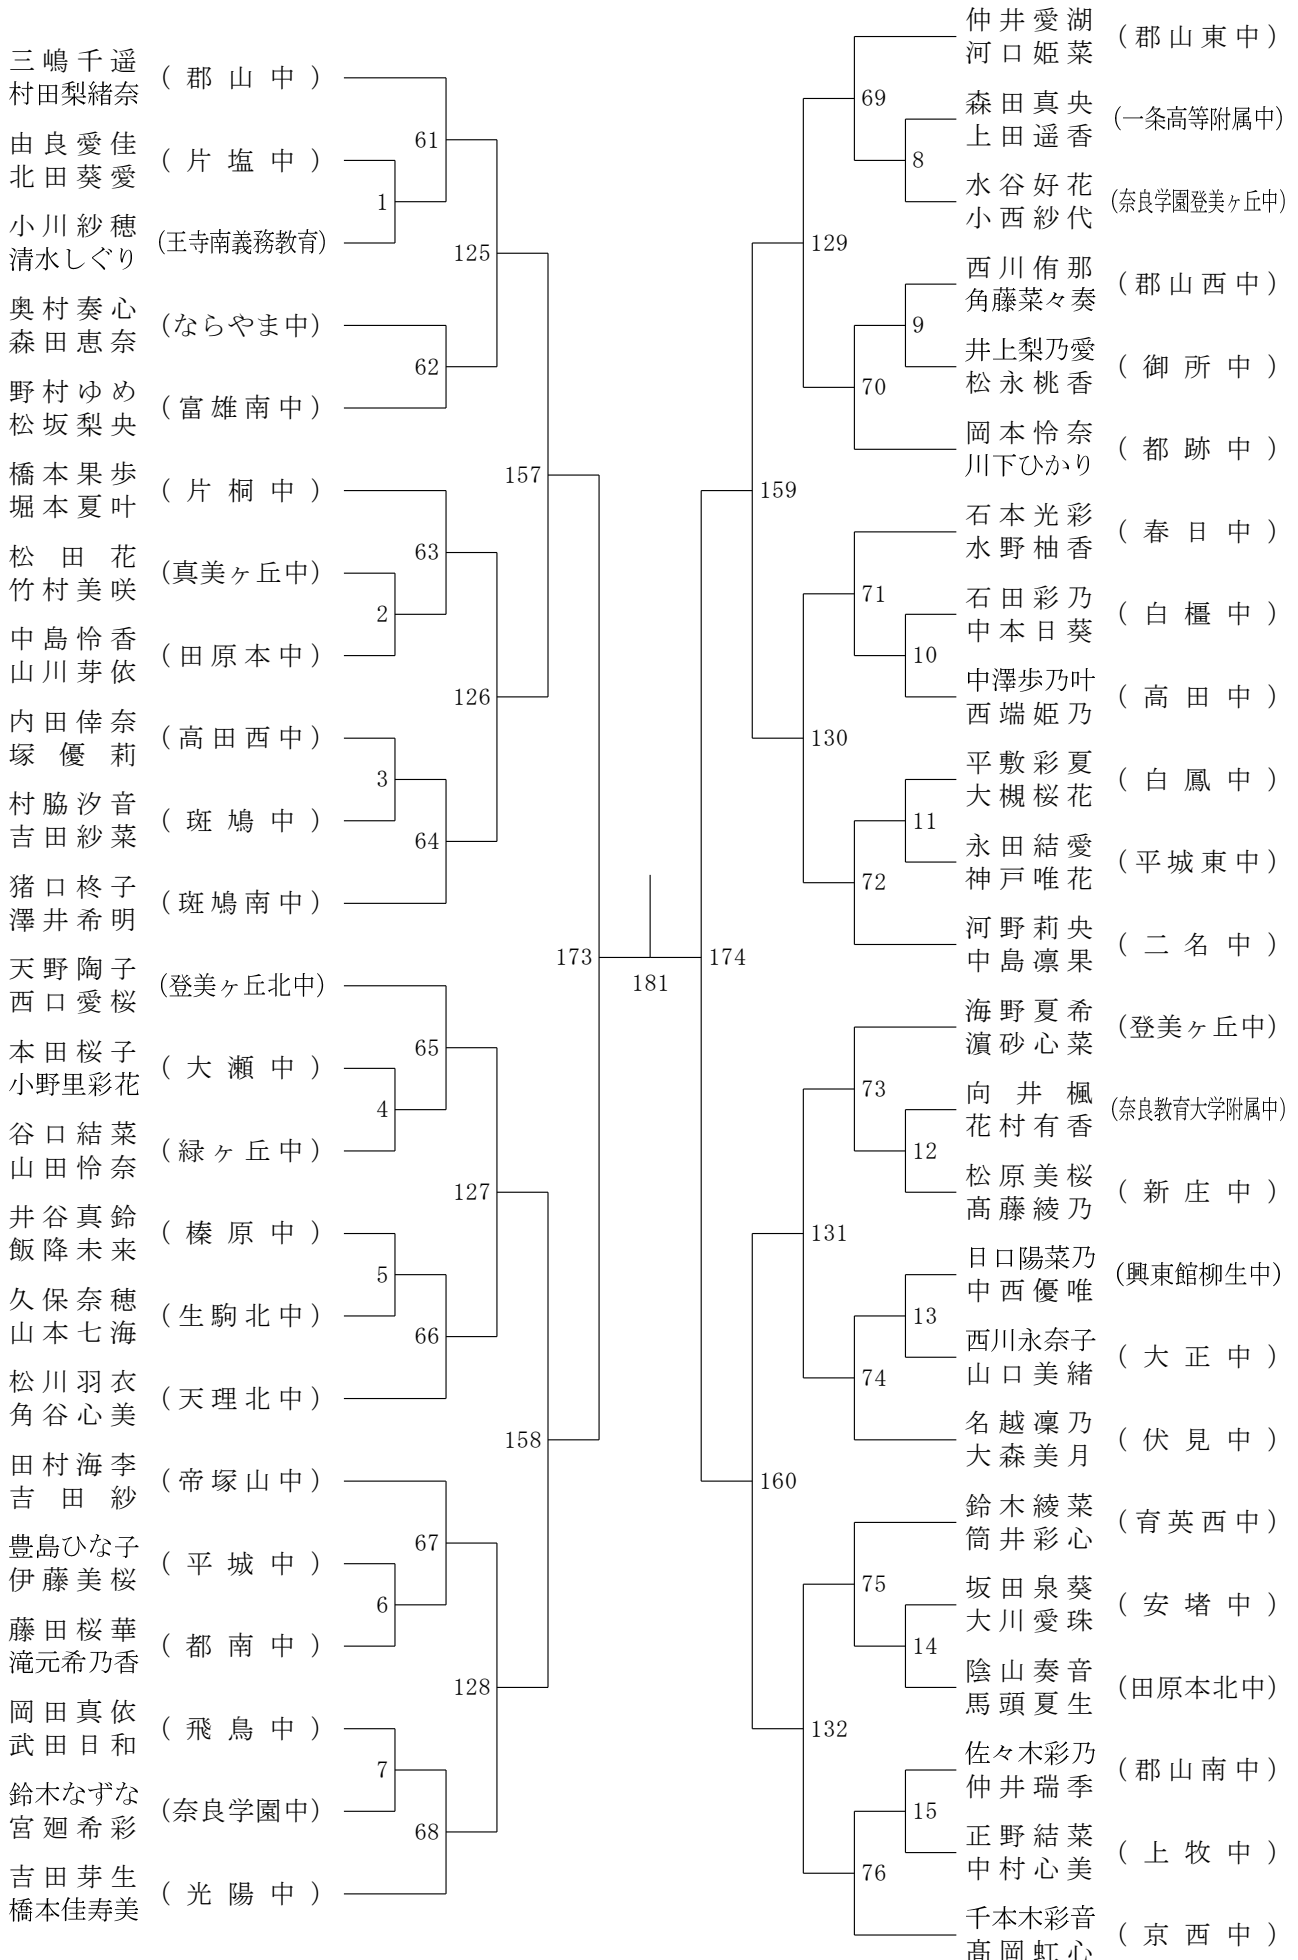 三嶋千遥
村田梨緒奈
(郡山中)
由良愛佳
北田葵愛
(片塩中)
小川紗穂
清水しぐり
(王寺南義務教育)
奥村奏心
森田恵奈
(ならやま中)
野村ゆめ
松坂梨央
(富雄南中)
橋本果歩
堀本夏叶
(片桐中)
松田花
竹村美咲
(真美ヶ丘中)
中島怜香
山川芽依
(田原本中)
内田倖奈
塚優莉
(高田西中)
村脇汐音
吉田紗菜
(斑鳩中)
猪口柊子
澤井希明
(斑鳩南中)
天野陶子
西口愛桜
(登美ヶ丘北中)
本田桜子
小野里彩花
(大瀬中)
谷口結菜
山田怜奈
(緑ヶ丘中)
井谷真鈴
飯降未来
(榛原中)
久保奈穂
山本七海
(生駒北中)
松川羽衣
角谷心美
(天理北中)
田村海李
吉田紗
(帝塚山中)
豊島ひな子
伊藤美桜
(平城中)
藤田桜華
滝元希乃香
(都南中)
岡田真依
武田日和
(飛鳥中)
鈴木なずな
宮廻希彩
(奈良学園中)
吉田芽生
橋本佳寿美
(光陽中)
1
2
3
4
5
6
7
61
62
63
64
65
66
67
68
125
126
127
128
157
158
173
181
174
159
160
129
130
131
132
69
70
71
72
73
74
75
76
8
9
10
11
12
13
14
15
仲井愛湖
河口姫菜
(郡山東中)
森田真央
上田遥香
(一条高等附属中)
水谷好花
小西紗代
(奈良学園登美ヶ丘中)
西川侑那
角藤菜々奏
(郡山西中)
井上梨乃愛
松永桃香
(御所中)
岡本怜奈
川下ひかり
(都跡中)
石本光彩
水野柚香
(春日中)
石田彩乃
中本日葵
(白橿中)
中澤歩乃叶
西端姫乃
(高田中)
平敷彩夏
大槻桜花
(白鳳中)
永田結愛
神戸唯花
(平城東中)
河野莉央
中島凛果
(二名中)
海野夏希
濵砂心菜
(登美ヶ丘中)
向井楓
花村有香
(奈良教育大学附属中)
松原美桜
髙藤綾乃
(新庄中)
日口陽菜乃
中西優唯
(興東館柳生中)
西川永奈子
山口美緒
(大正中)
名越凜乃
大森美月
(伏見中)
鈴木綾菜
筒井彩心
(育英西中)
坂田泉葵
大川愛珠
(安堵中)
陰山奏音
馬頭夏生
(田原本北中)
佐々木彩乃
仲井瑞季
(郡山南中)
正野結菜
中村心美
(上牧中)
千本木彩音
髙岡虹心
(京西中)